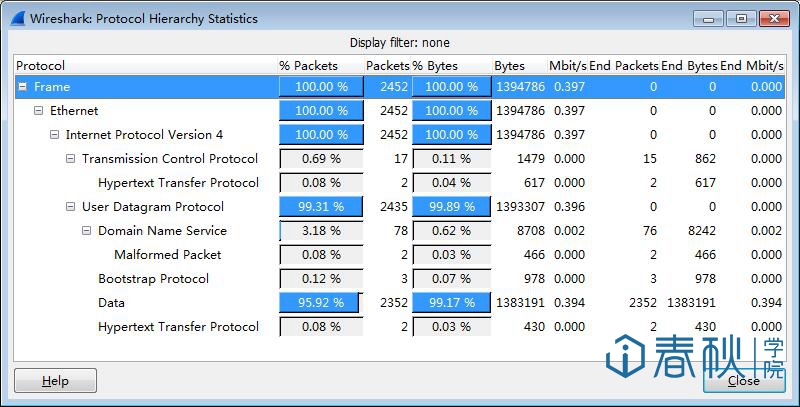 Wireshark: Protocol Hierarchy Statistics
Display filter: none
Protocol % Packets Packets % Bytes Bytes Mbit/s End Packets End Bytes End Mbit/s
Frame 100.00 % 2452 100.00 % 1394786 0.397 0 0 0.000
Ethernet 100.00 % 2452 100.00 % 1394786 0.397 0 0 0.000
Internet Protocol Version 4 100.00 % 2452 100.00 % 1394786 0.397 0 0 0.000
Transmission Control Protocol 0.69 % 17 0.11 % 1479 0.000 15 862 0.000
Hypertext Transfer Protocol 0.08 % 2 0.04 % 617 0.000 2 617 0.000
User Datagram Protocol 99.31 % 2435 99.89 % 1393307 0.396 0 0 0.000
Domain Name Service 3.18 % 78 0.62 % 8708 0.002 76 8242 0.002
Malformed Packet 0.08 % 2 0.03 % 466 0.000 2 466 0.000
Bootstrap Protocol 0.12 % 3 0.07 % 978 0.000 3 978 0.000
Data 95.92 % 2352 99.17 % 1383191 0.394 2352 1383191 0.394
Hypertext Transfer Protocol 0.08 % 2 0.03 % 430 0.000 2 430 0.000
春秋学院
Help Close